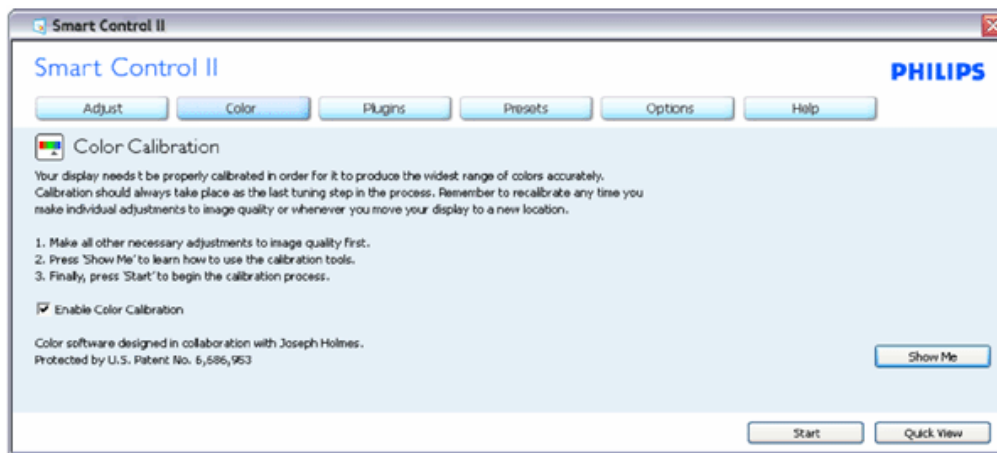 Smart Control II
Smart Control II
PHILIPS
Adjust Color Plugins Presets Options Help
Color Calibration
Your display needs t be properly calibrated in order for it to produce the widest range of colors accurately.
Calibration should always take place as the last tuning step in the process. Remember to recalibrate any time you
make individual adjustments to image quality or whenever you move your display to a new location.
1. Make all other necessary adjustments to image quality first.
2. Press 'Show Me' to learn how to use the calibration tools.
3. Finally, press 'Start' to begin the calibration process.
Enable Color Calibration
Color software designed in collaboration with Joseph Holmes.
Protected by U.S. Patent No. 6,686,953
Show Me
Start Quick View